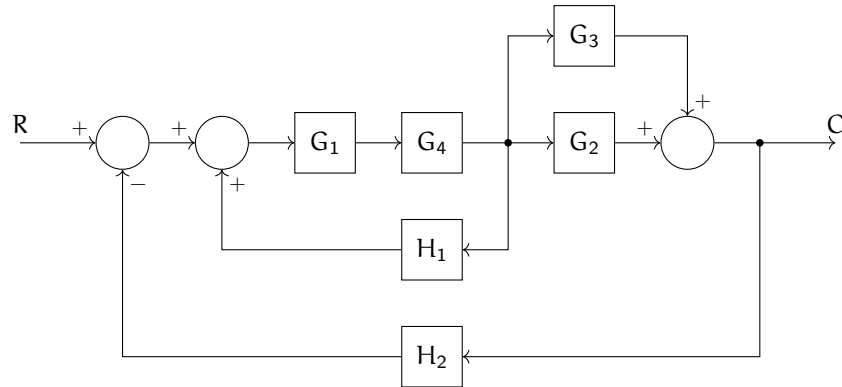 G₃
R + + G₁ G₄ G₂ + + C
− + H₁
H₂